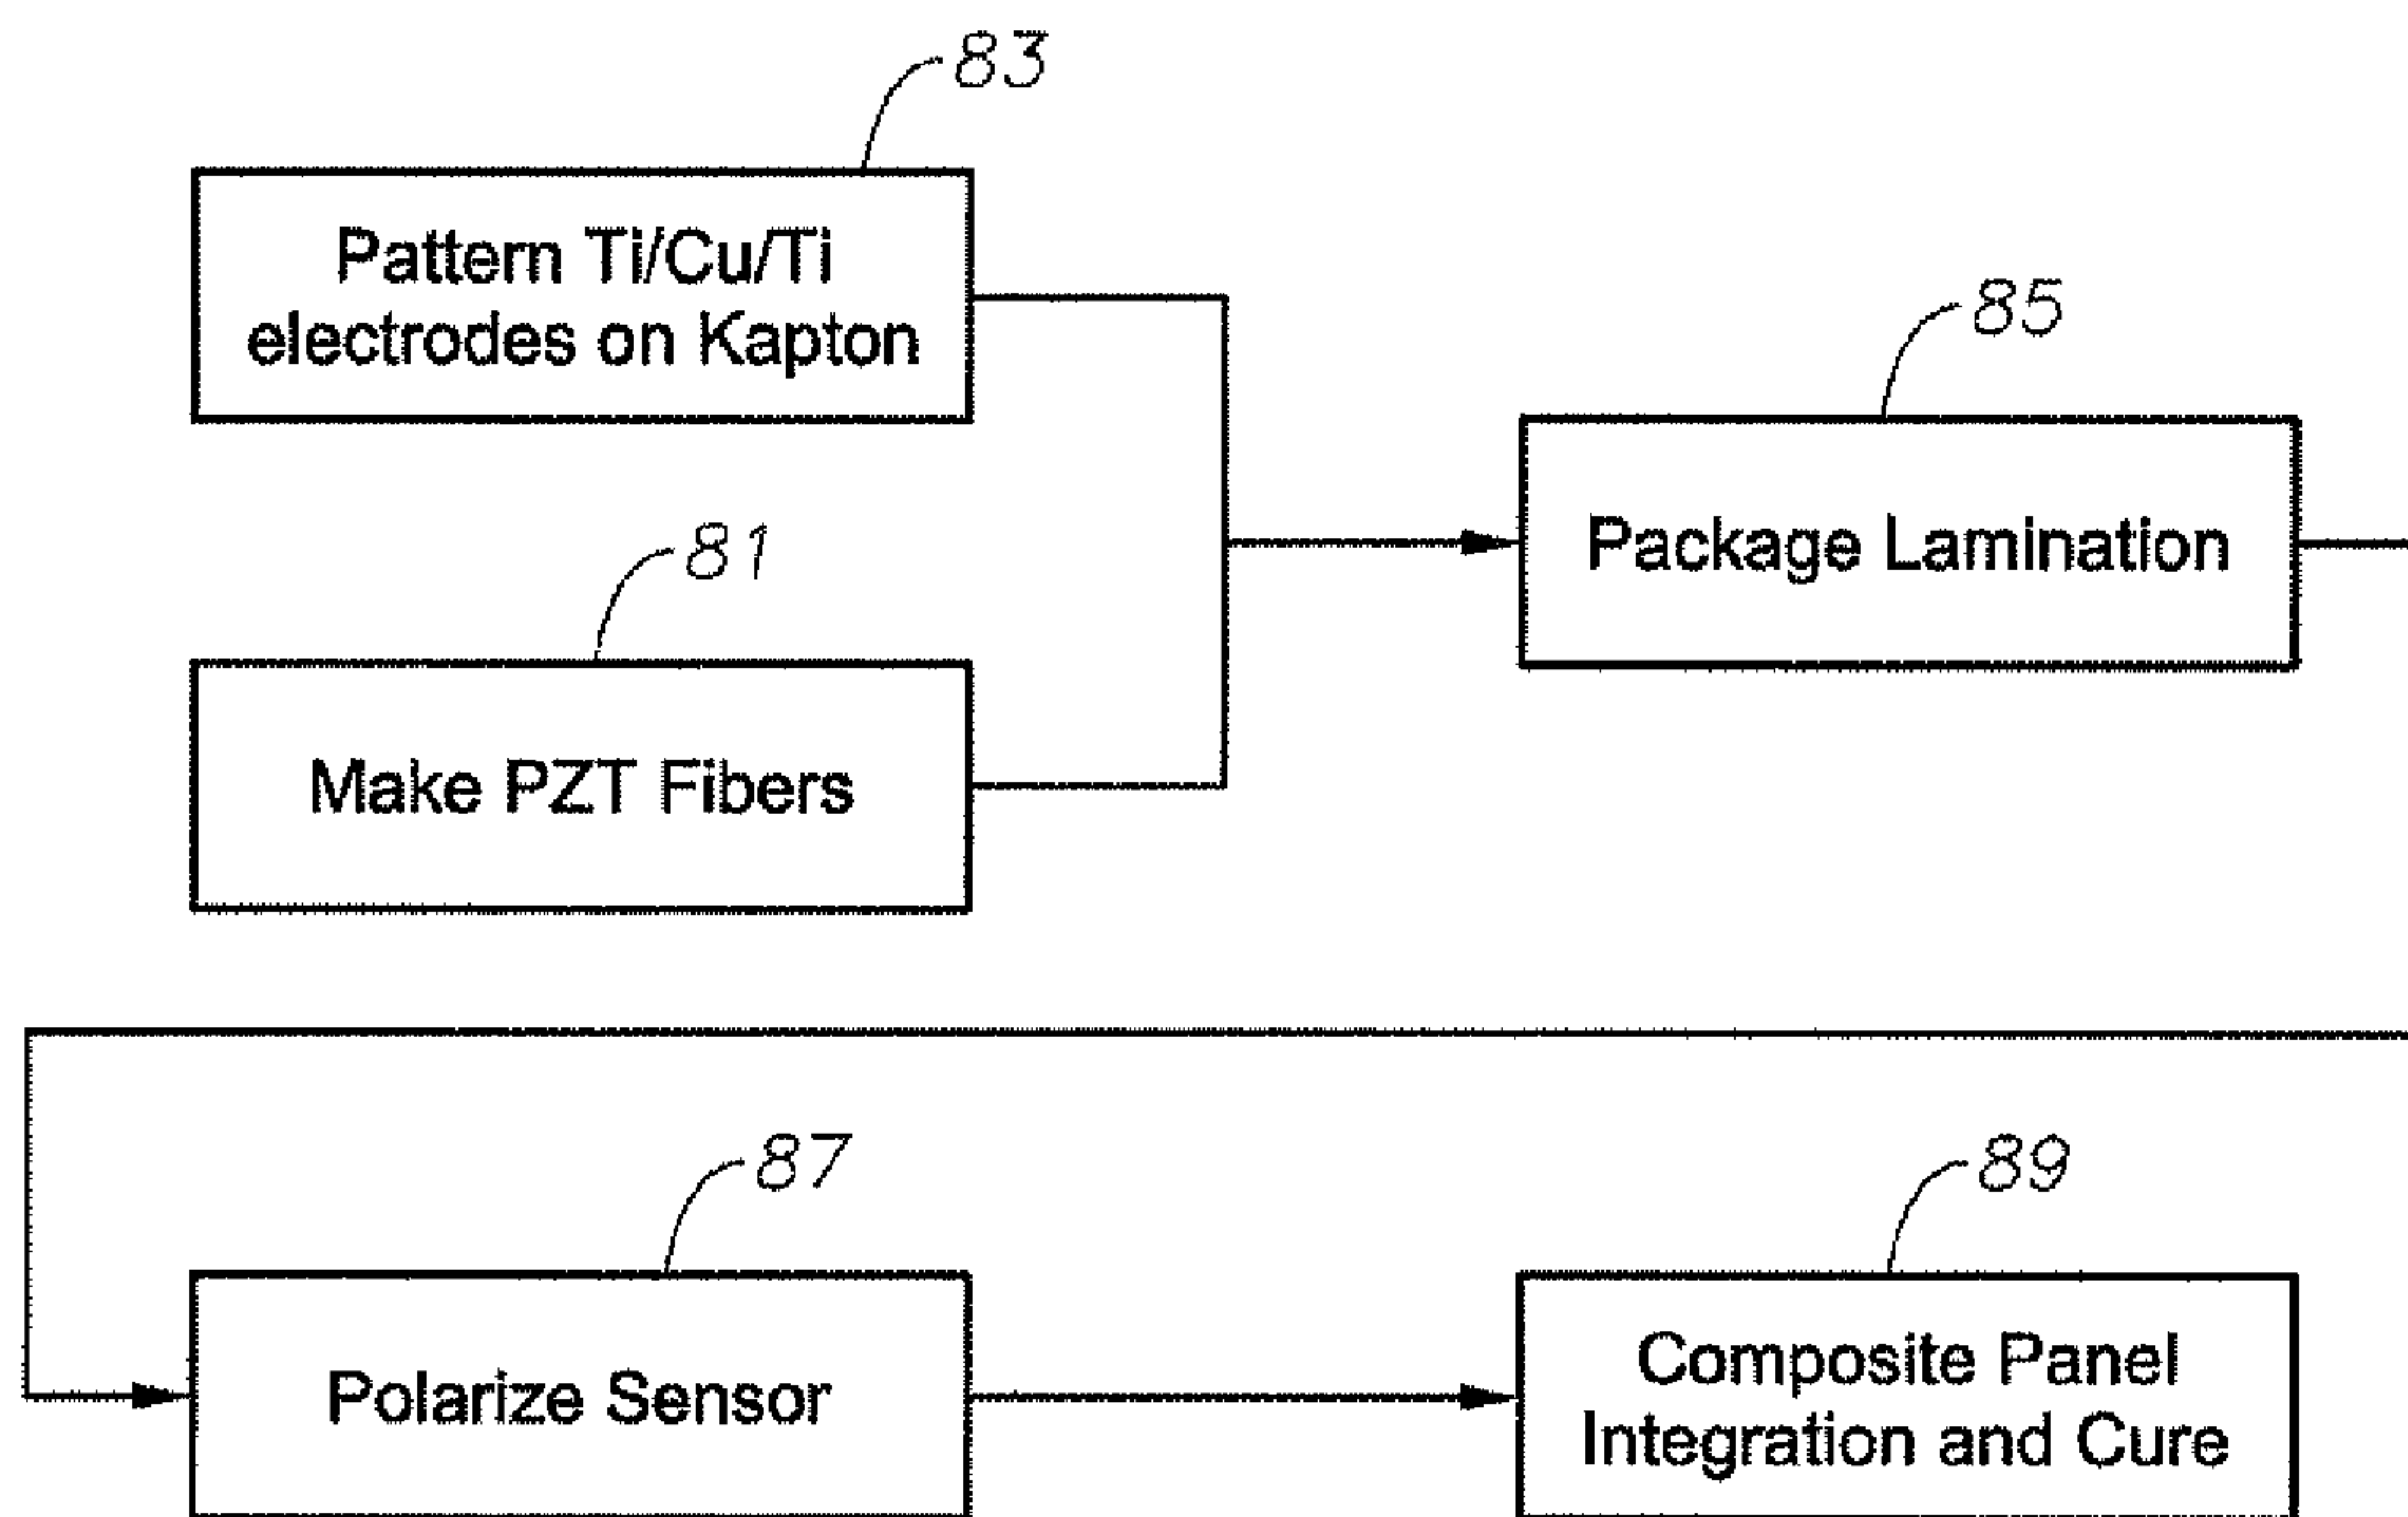 83
Pattern Ti/Cu/Ti
electrodes on Kapton
85
Package Lamination
81
Make PZT Fibers
87
Polarize Sensor
89
Composite Panel
Integration and Cure